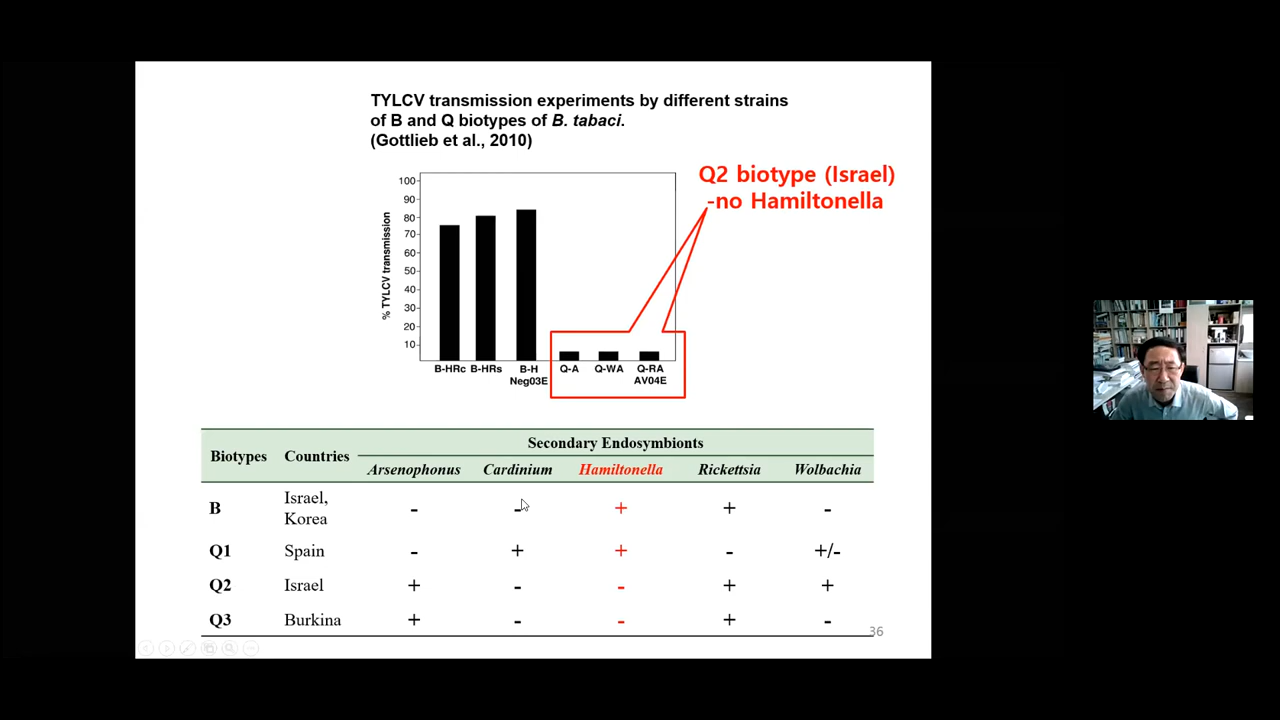 TYLCV transmission experiments by different strains
of B and Q biotypes of B. tabaci.
(Gottlieb et al., 2010)
Q2 biotype (Israel)
-no Hamiltonella
% TYLCV transmission
100
90
80
70
60
50
40
30
20
10
B-HRc B-HRs B-H Q-A Q-WA Q-RA
Neg03E AV04E
Biotypes Countries Secondary Endosymbionts
Arsenophonus Cardinium Hamiltonella Rickettsia Wolbachia
B Israel, Korea - - + + -
Q1 Spain - + + - +/-
Q2 Israel + - - + +
Q3 Burkina + - - + -
36